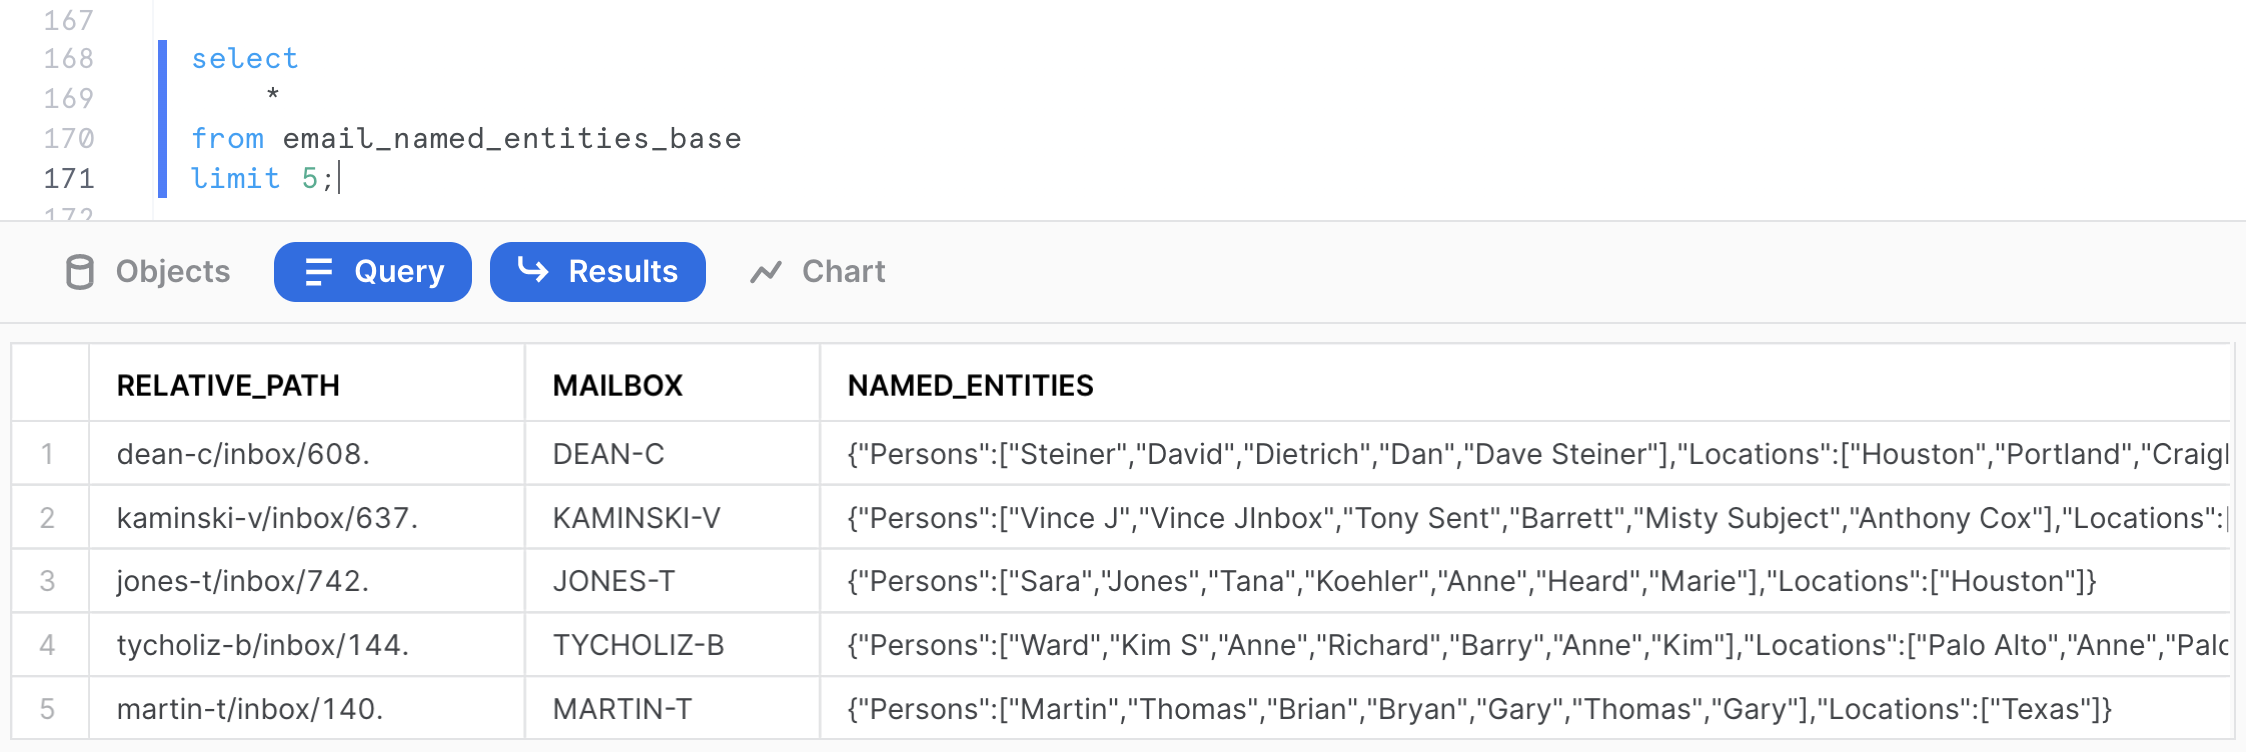 167
168 select
169 *
170 from email_named_entities_base
171 limit 5;
172
Objects Query Results Chart
RELATIVE_PATH MAILBOX NAMED_ENTITIES
1 dean-c/inbox/608. DEAN-C {"Persons":["Steiner","David","Dietrich","Dan","Dave Steiner"],"Locations":["Houston","Portland","Craigl
2 kaminski-v/inbox/637. KAMINSKI-V {"Persons":["Vince J","Vince JInbox","Tony Sent","Barrett","Misty Subject","Anthony Cox"],"Locations":[
3 jones-t/inbox/742. JONES-T {"Persons":["Sara","Jones","Tana","Koehler","Anne","Heard","Marie"],"Locations":["Houston"]}
4 tycholiz-b/inbox/144. TYCHOLIZ-B {"Persons":["Ward","Kim S","Anne","Richard","Barry","Anne","Kim"],"Locations":["Palo Alto","Anne","Palo
5 martin-t/inbox/140. MARTIN-T {"Persons":["Martin","Thomas","Brian","Bryan","Gary","Thomas","Gary"],"Locations":["Texas"]}